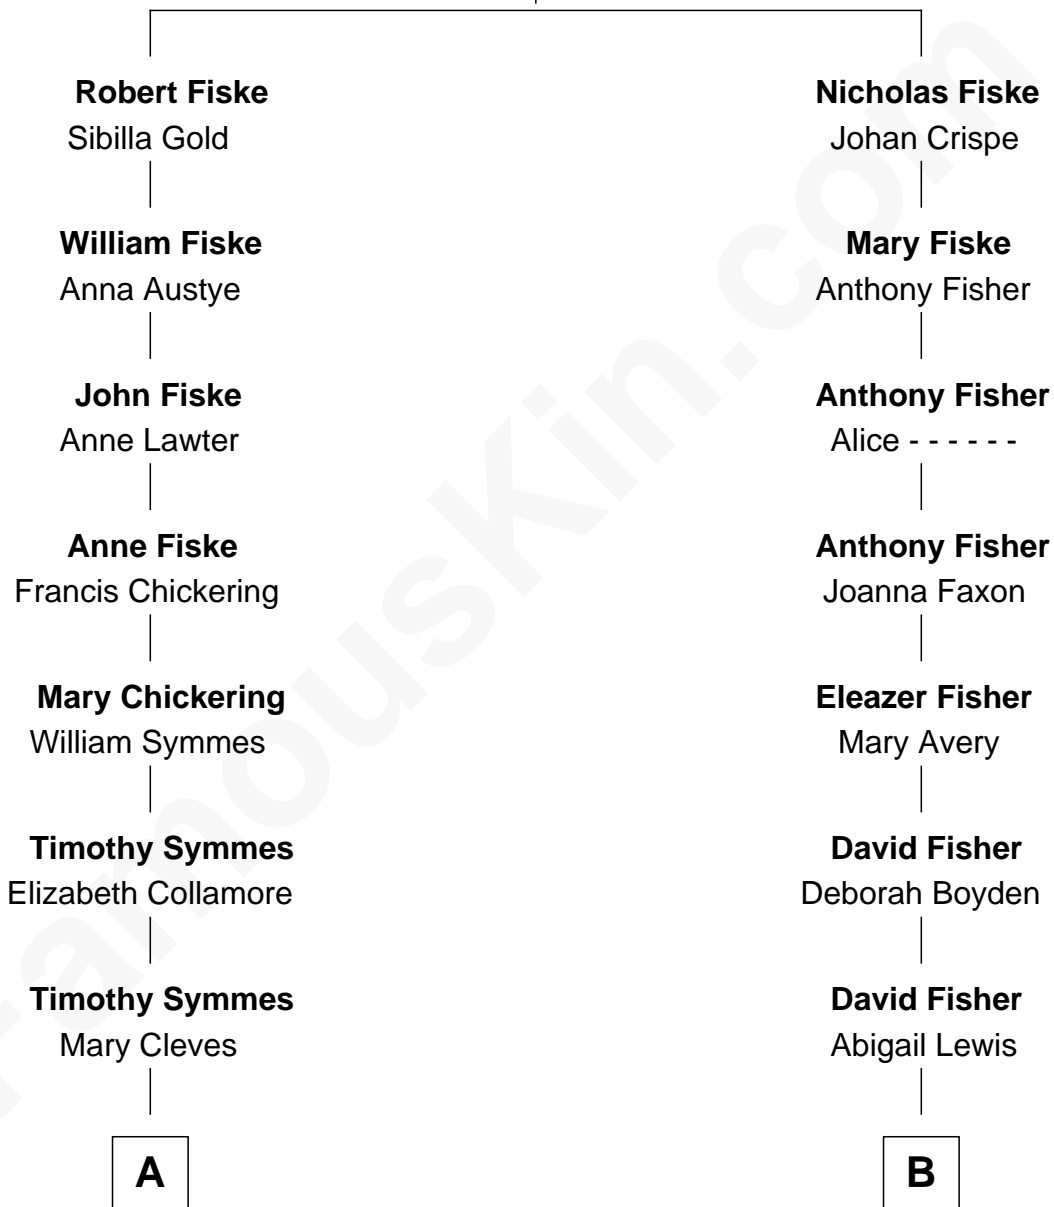 Robert Fiske
Sibilla Gold
William Fiske
Anna Austye
John Fiske
Anne Lawter
Anne Fiske
Francis Chickering
Mary Chickering
William Symmes
Timothy Symmes
Elizabeth Collamore
Timothy Symmes
Mary Cleves
A
Nicholas Fiske
Johan Crispe
Mary Fiske
Anthony Fisher
Anthony Fisher
Alice - - - - - -
Anthony Fisher
Joanna Faxon
Eleazer Fisher
Mary Avery
David Fisher
Deborah Boyden
David Fisher
Abigail Lewis
B
FamousKin.com